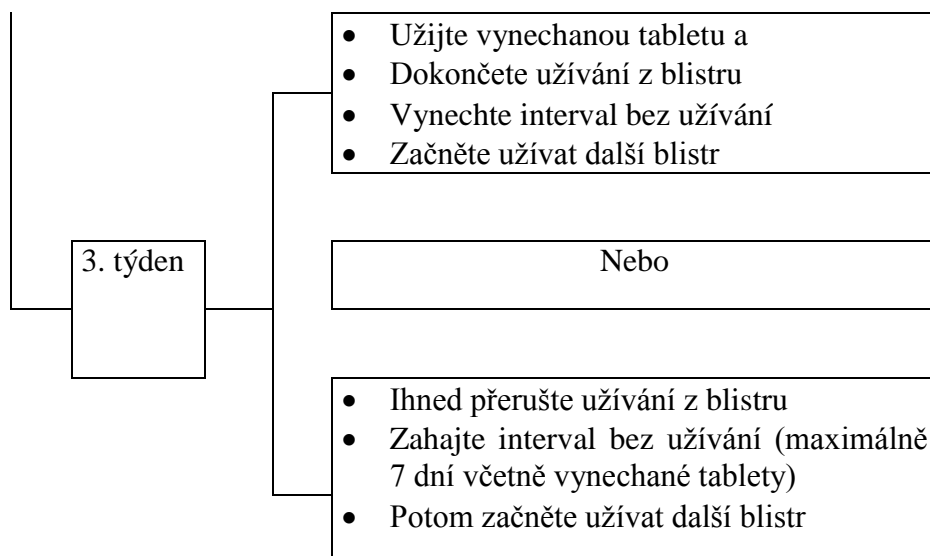 • Užijte vynechanou tabletu a
• Dokončete užívání z blistru
• Vynechte interval bez užívání
• Začněte užívat další blistr
3. týden
Nebo
• Ihned přerušte užívání z blistru
• Zahajte interval bez užívání (maximálně
7 dní včetně vynechané tablety)
• Potom začněte užívat další blistr